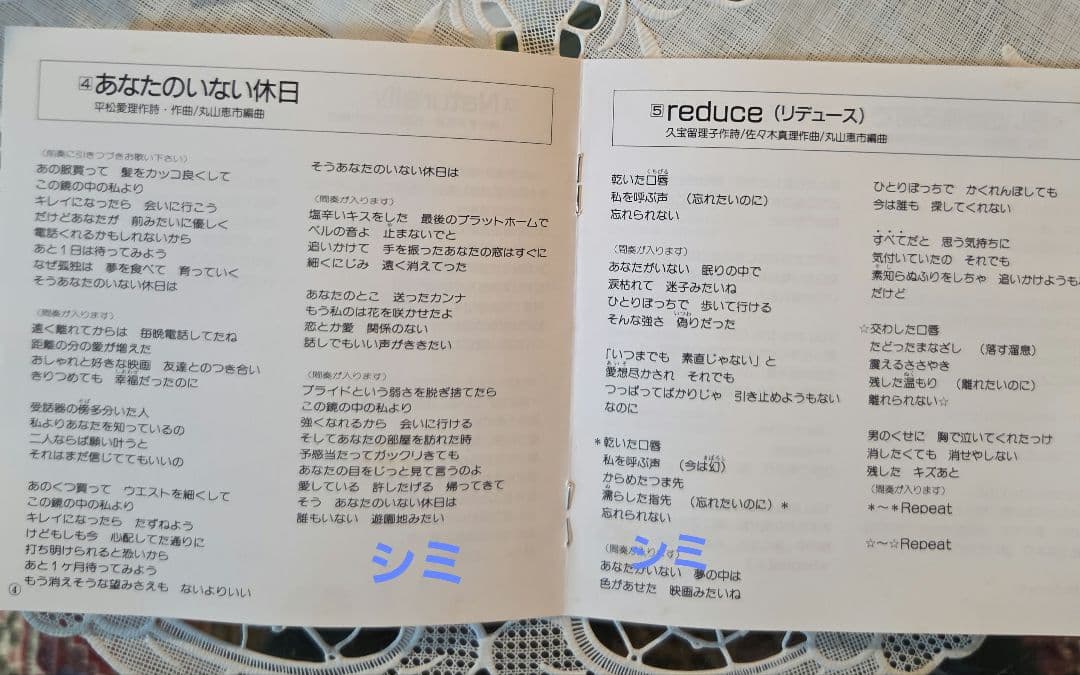 4 あなたのいない休日
平松愛理作詩・作曲/丸山恵市編曲
(前奏に引きつづきお歌い下さい)
あの服買って 髪をカッコ良くして
この鏡の中の私より
キレイになったら 会いに行こう
だけどあなたが 前みたいに優しく
電話くれるかもしれないから
あと1日は待ってみよう
なぜ孤独は 夢を食べて 育っていく
そうあなたのいない休日は
(間奏が入ります)
遠く離れてからは 毎晩電話してたね
距離の分の愛が増えた
おしゃれと好きな映画 友達とのつき合い
きりつめても 幸福だったのに
受話器の傍多分いた人
私よりあなたを知っているの
二人ならば願い叶うと
それはまだ信じててもいいの
あのくつ買って ウエストを細くして
この鏡の中の私より
キレイになったら たずねよう
けどもしも今 心配してた通りに
打ち明けられると恐いから
あと1ヶ月待ってみよう
もう消えそうな望みさえも ないよりいい
④
そうあなたのいない休日は
(間奏が入ります)
塩辛いキスをした 最後のプラットホームで
ベルの音よ 止まないでと
追いかけて 手を振ったあなたの窓はすぐに
細くにじみ 遠く消えてった
あなたのとこ 送ったカンナ
もう私のは花を咲かせたよ
恋とか愛 関係のない
話しでもいい声がききたい
(間奏が入ります)
プライドという弱さを脱ぎ捨てたら
この鏡の中の私より
強くなれるから 会いに行ける
そしてあなたの部屋を訪れた時
予感当たってガックリきても
あなたの目をじっと見て言うのよ
愛している 許したげる 帰ってきて
そう あなたのいない休日は
誰もいない 遊園地みたい
シミ
5 reduce (リデュース)
久宝留理子作詩/佐々木真理作曲/丸山恵市編曲
乾いた口唇
私を呼ぶ声 (忘れたいのに)
忘れられない
(間奏が入ります)
あなたがいない 眠りの中で
涙枯れて 迷子みたいね
ひとりぼっちで 歩いて行ける
そんな強さ 偽りだった
「いつまでも 素直じゃない」と
愛想尽かされ それでも
つっぱってばかりじゃ 引き止めようもない
なのに
*乾いた口唇
私を呼ぶ声 (今は幻)
からめたつま先
濡らした指先 (忘れたいのに)*
忘れられない
シミ
(間奏が入ります)
あなたがいない 夢の中は
色があせた 映画みたいね
ひとりぼっちで かくれんぼしても
今は誰も 探してくれない
すべてだと 思う気持ちに
気付いていたの それでも
素知らぬふりをしちゃ 追いかけようも
だけど
☆交わした口唇
たどったまなざし (落す溜息)
震えるささやき
残した温もり (離れたいのに)
離れられない☆
男のくせに 胸で泣いてくれたっけ
消したくても 消せやしない
残した キズあと
(間奏が入ります)
*~*Repeat
☆~☆Repeat